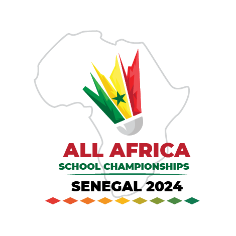 ALL AFRICA
SCHOOL CHAMPIONSHIPS
SENEGAL 2024